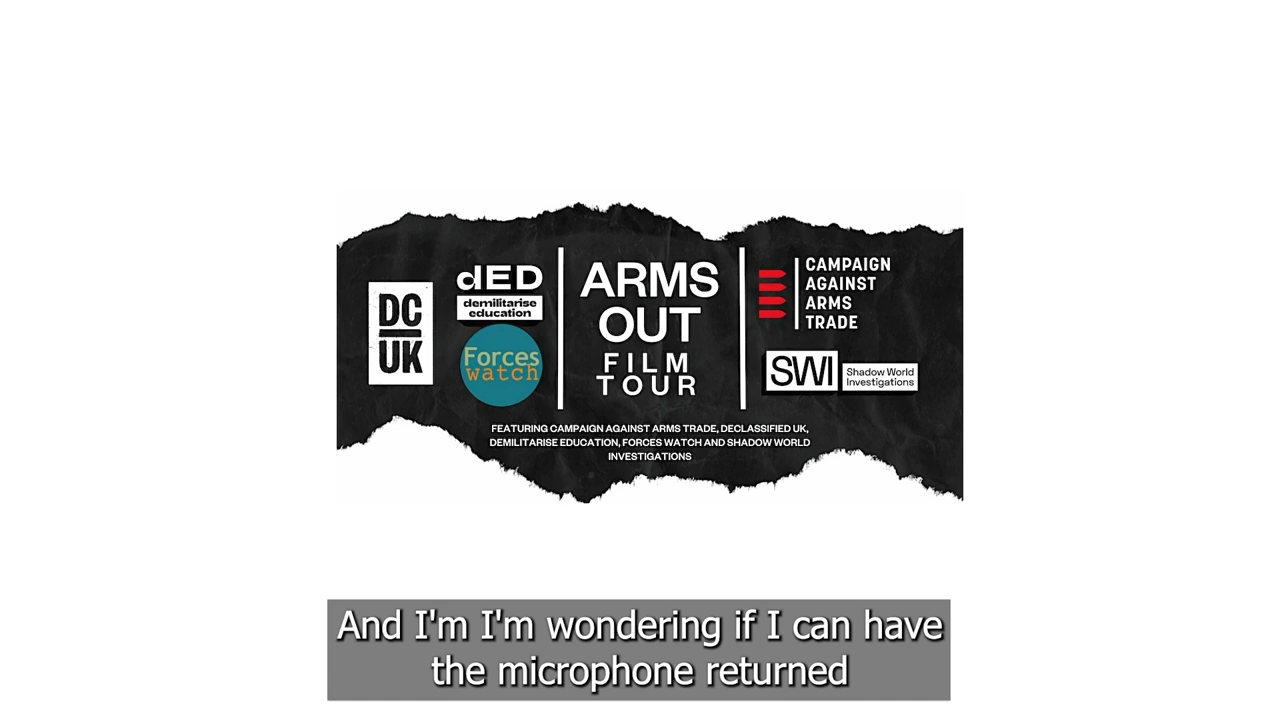 DC
UK
dED
demilitarise
education
Forces
watch
ARMS
OUT
FILM
TOUR
CAMPAIGN
AGAINST
ARMS
TRADE
SWI
Shadow World
Investigations
FEATURING CAMPAIGN AGAINST ARMS TRADE, DECLASSIFIED UK,
DEMILITARISE EDUCATION, FORCES WATCH AND SHADOW WORLD
INVESTIGATIONS
And I'm I'm wondering if I can have
the microphone returned